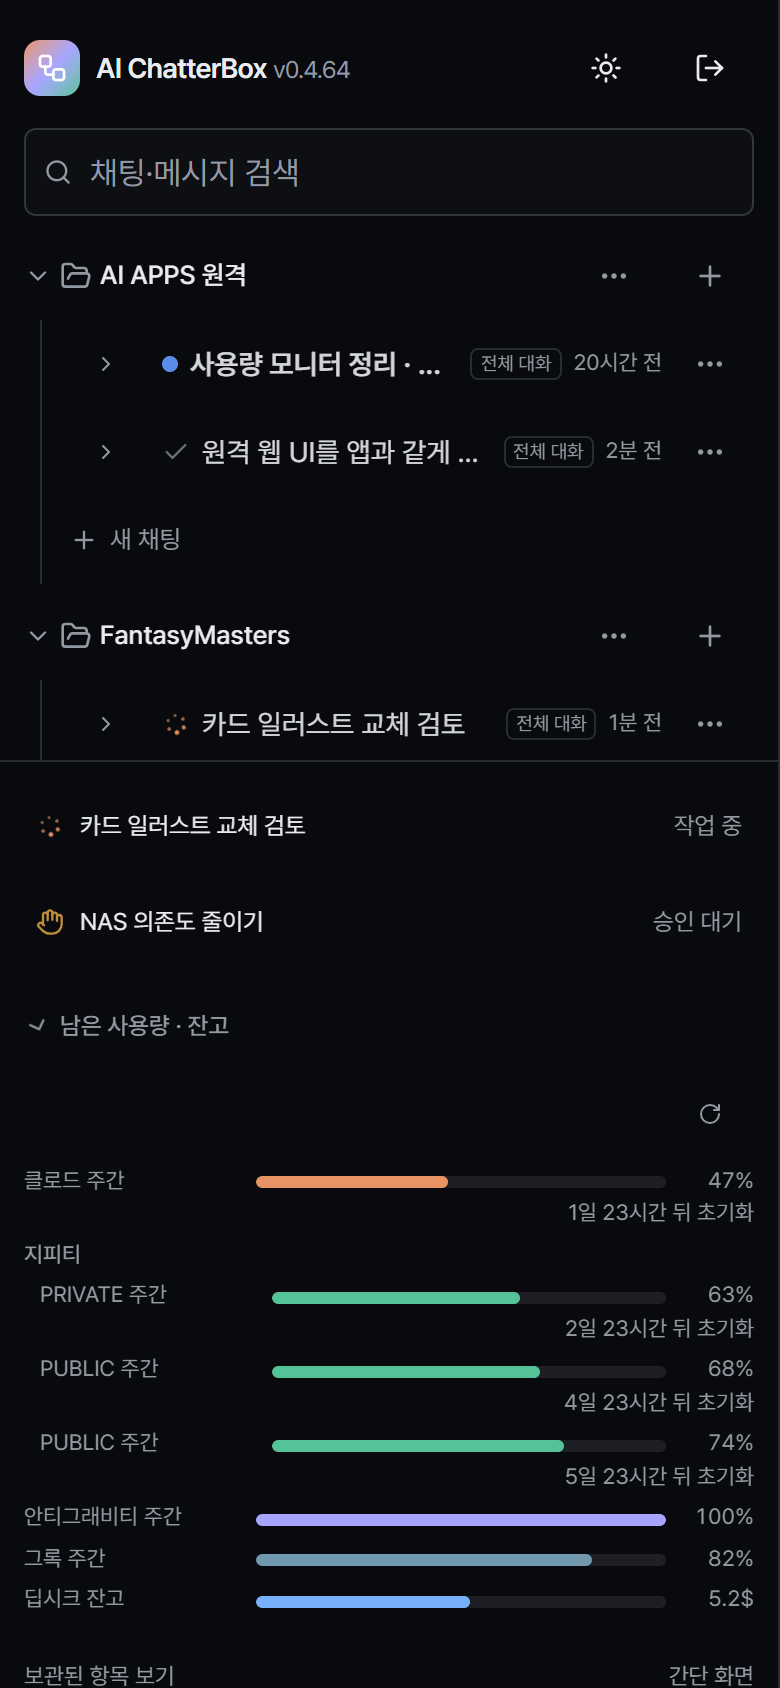 AI ChatterBox v0.4.64
채팅·메시지 검색
AI APPS 원격
사용량 모니터 정리 · ... 전체 대화 20시간 전
원격 웹 UI를 앱과 같게 ... 전체 대화 2분 전
새 채팅
FantasyMasters
카드 일러스트 교체 검토 전체 대화 1분 전
카드 일러스트 교체 검토 작업 중
NAS 의존도 줄이기 승인 대기
남은 사용량 · 잔고
클로드 주간 47%
1일 23시간 뒤 초기화
지피티
PRIVATE 주간 63%
2일 23시간 뒤 초기화
PUBLIC 주간 68%
4일 23시간 뒤 초기화
PUBLIC 주간 74%
5일 23시간 뒤 초기화
안티그래비티 주간 100%
그록 주간 82%
딥시크 잔고 5.2$
보관된 항목 보기 간단 화면